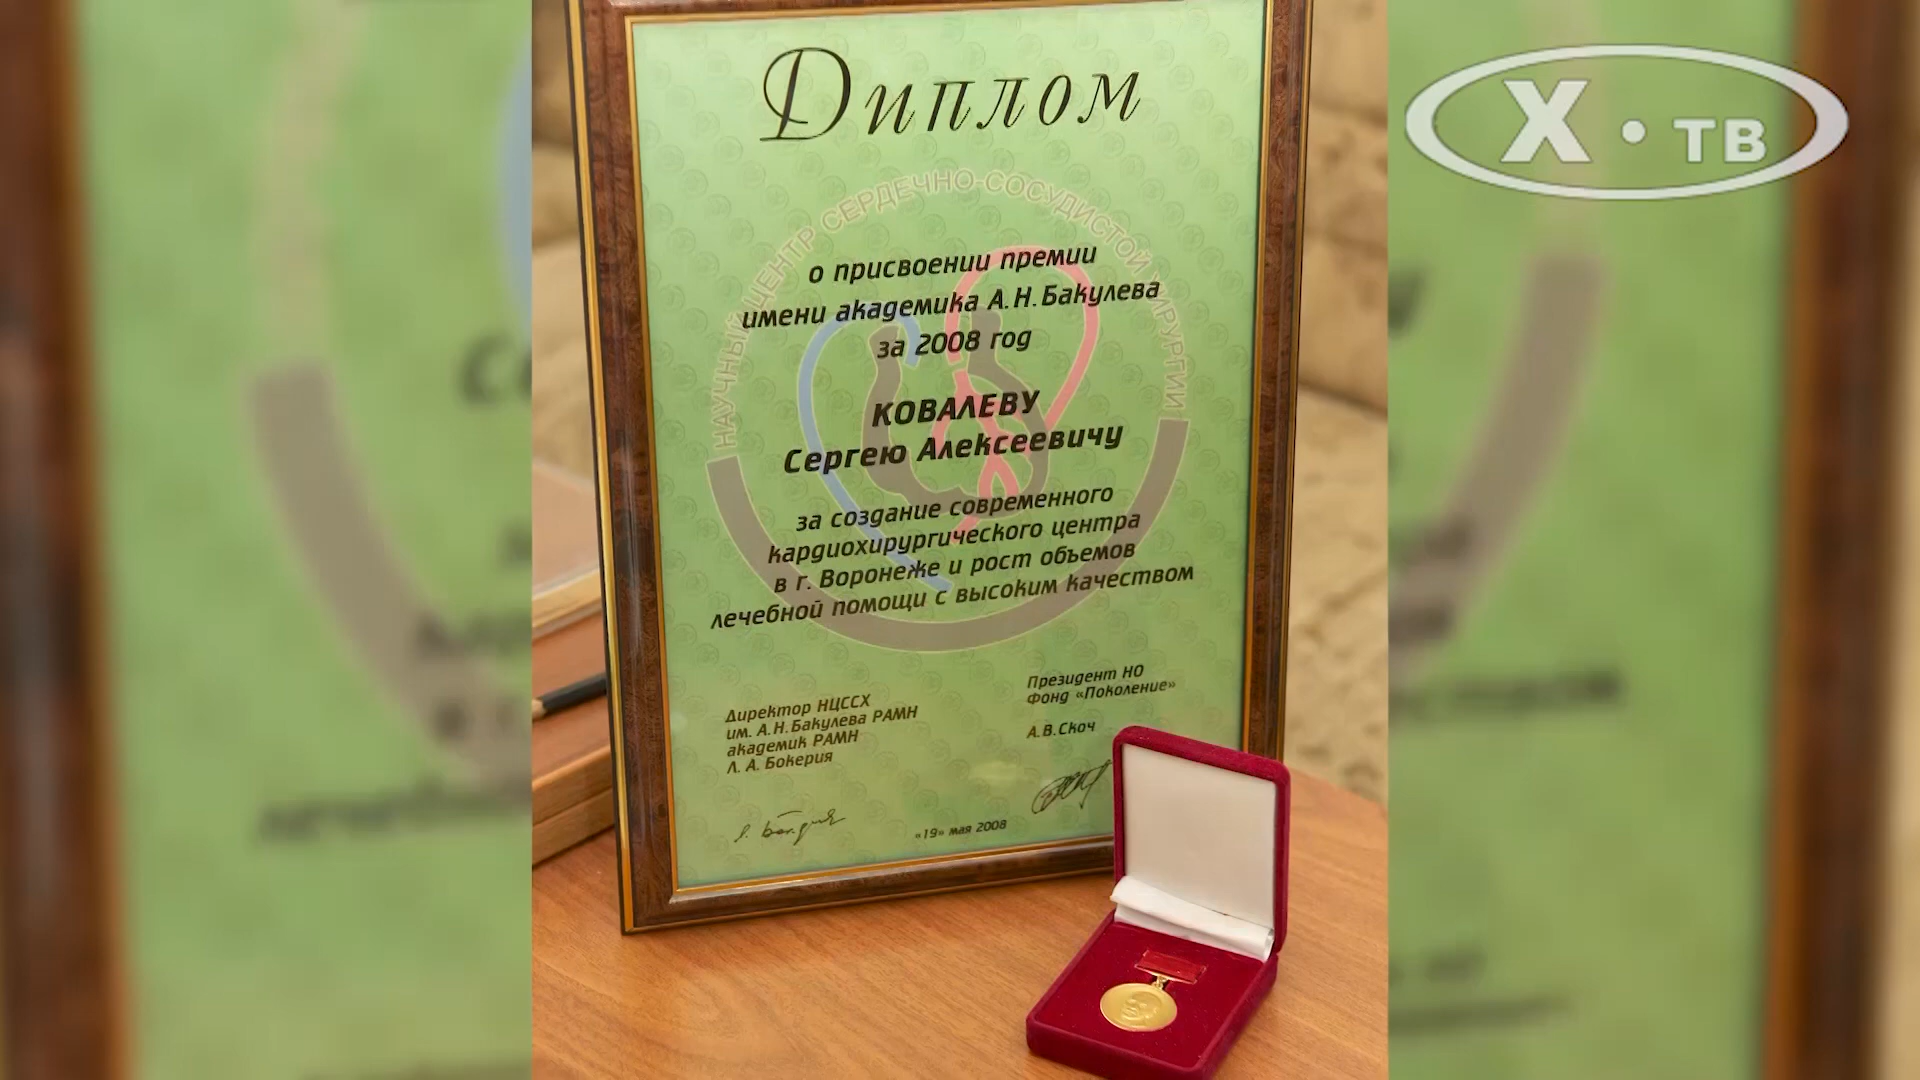 Диплом
НАУЧНЫЙ ЦЕНТР СЕРДЕЧНО-СОСУДИСТОЙ ХИРУРГИИ
о присвоении премии
имени академика А.Н.Бакулева
за 2008 год
КОВАЛЕВУ
Сергею Алексеевичу
за создание современного
кардиохирургического центра
в г. Воронеже и рост объемов
лечебной помощи с высоким качеством
Директор НЦССХ
им. А.Н.Бакулева РАМН
академик РАМН
Л. А. Бокерия
Президент НО
Фонд «Поколение»
А.В.Скоч
«19» мая 2008
Х·ТВ